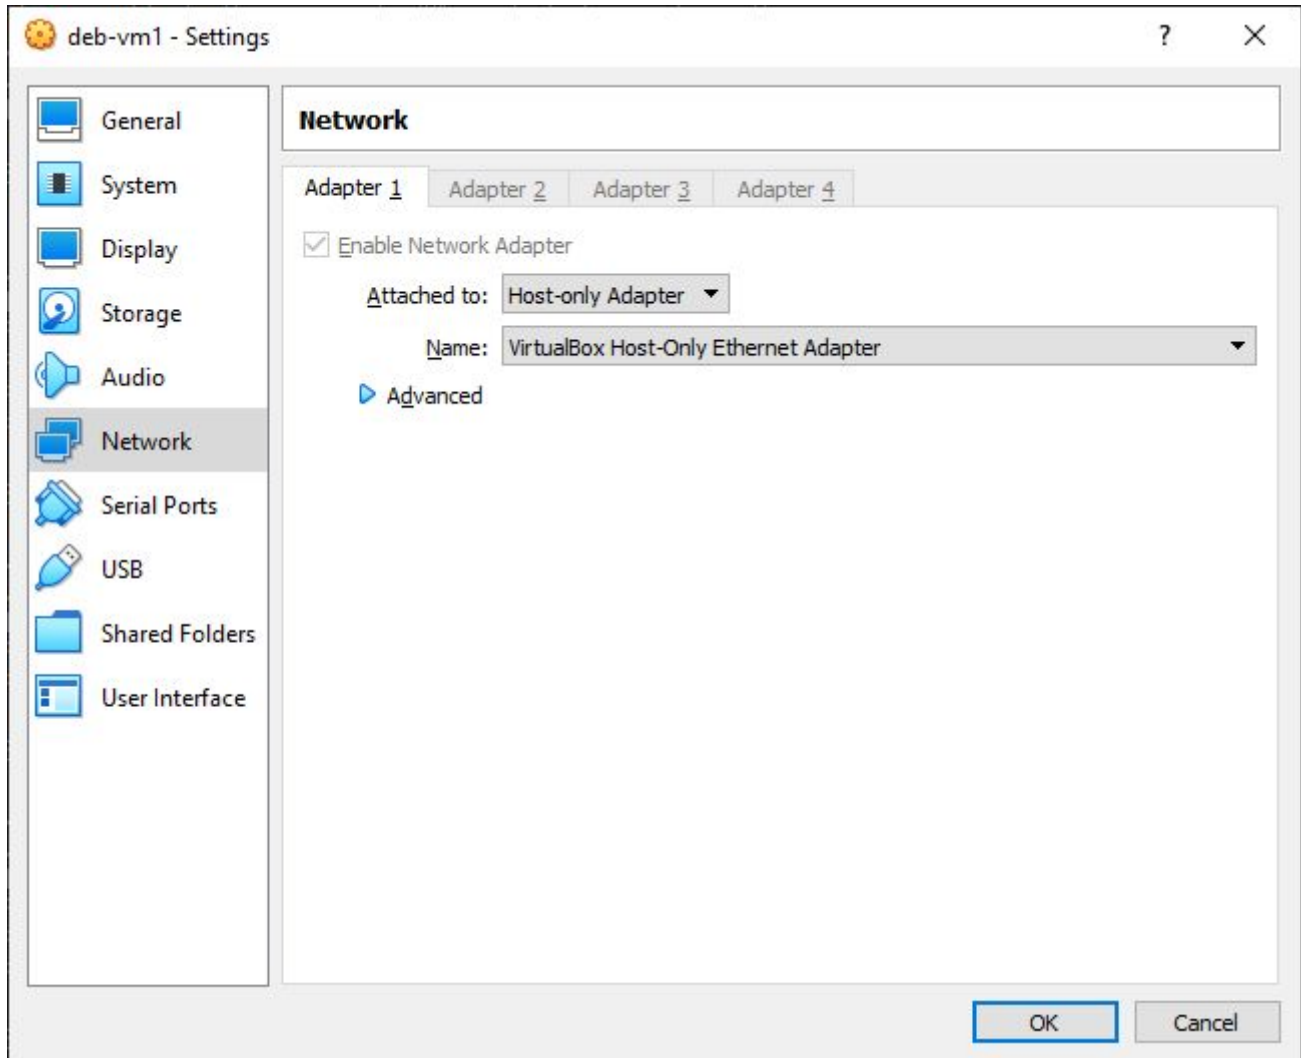 deb-vm1 - Settings
?
General
System
Display
Storage
Audio
Network
Serial Ports
USB
Shared Folders
User Interface
Network
Adapter 1 Adapter 2 Adapter 3 Adapter 4
Enable Network Adapter
Attached to: Host-only Adapter
Name: VirtualBox Host-Only Ethernet Adapter
Advanced
OK Cancel